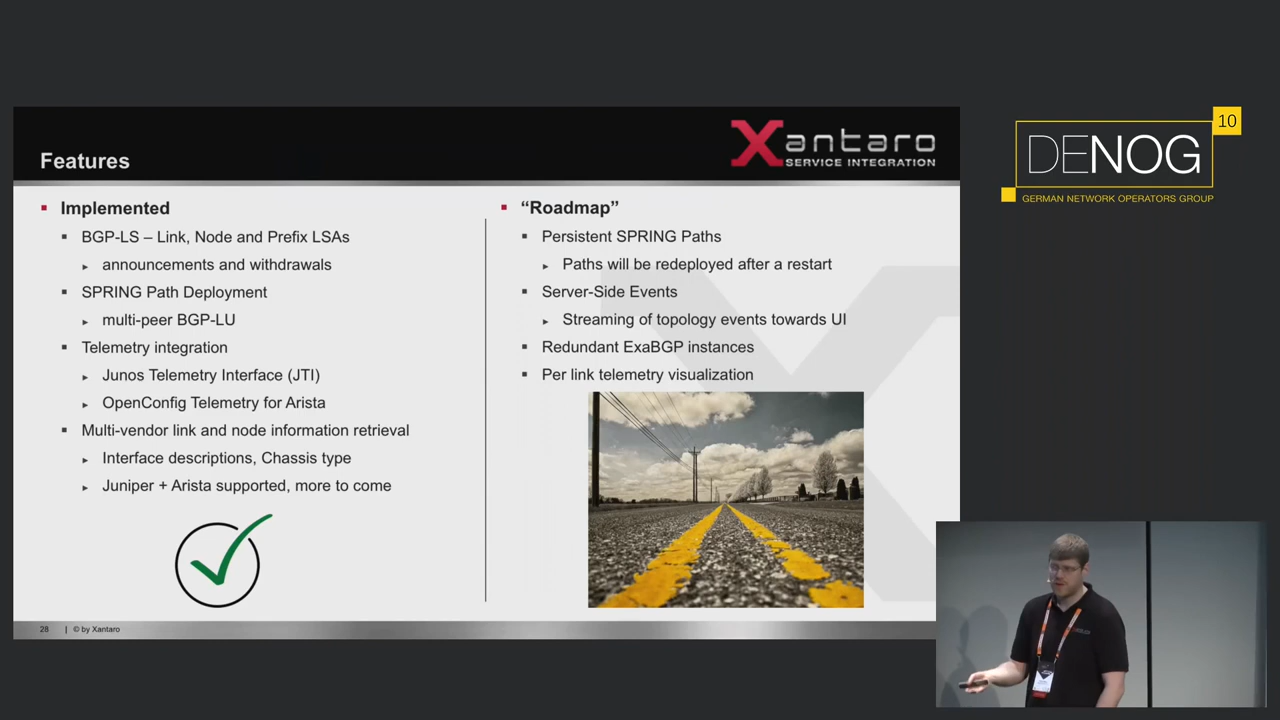 Features
Xantaro
SERVICE INTEGRATION
Implemented
BGP-LS – Link, Node and Prefix LSAs
announcements and withdrawals
SPRING Path Deployment
multi-peer BGP-LU
Telemetry integration
Junos Telemetry Interface (JTI)
OpenConfig Telemetry for Arista
Multi-vendor link and node information retrieval
Interface descriptions, Chassis type
Juniper + Arista supported, more to come
“Roadmap”
Persistent SPRING Paths
Paths will be redeployed after a restart
Server-Side Events
Streaming of topology events towards UI
Redundant ExaBGP instances
Per link telemetry visualization
28 | © by Xantaro
10
DENOG
GERMAN NETWORK OPERATORS GROUP